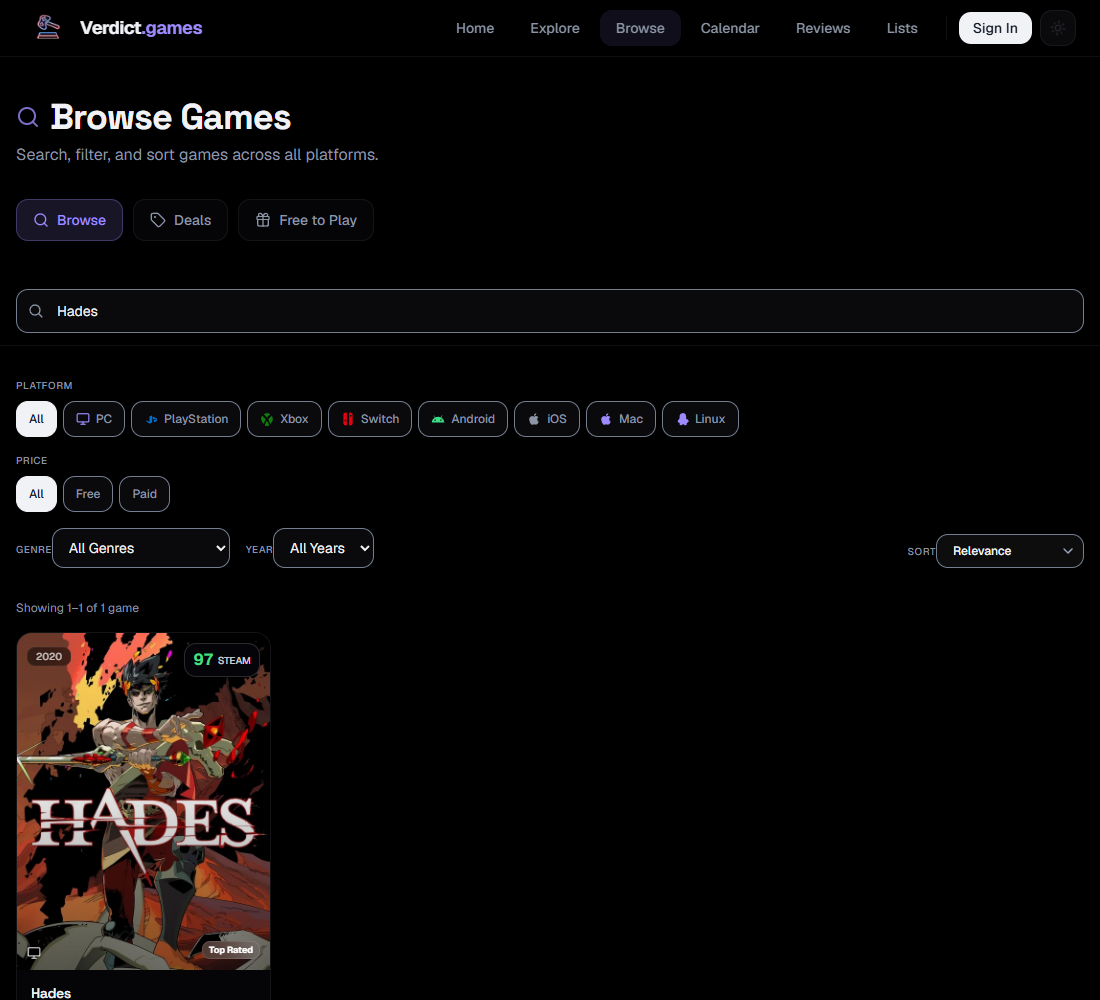 Verdict.games
Home Explore Browse Calendar Reviews Lists Sign In
Browse Games
Search, filter, and sort games across all platforms.
Browse Deals Free to Play
Hades
PLATFORM
All PC PlayStation Xbox Switch Android iOS Mac Linux
PRICE
All Free Paid
GENRE All Genres YEAR All Years SORT Relevance
Showing 1–1 of 1 game
2020 97 STEAM
HADES
Top Rated
Hades